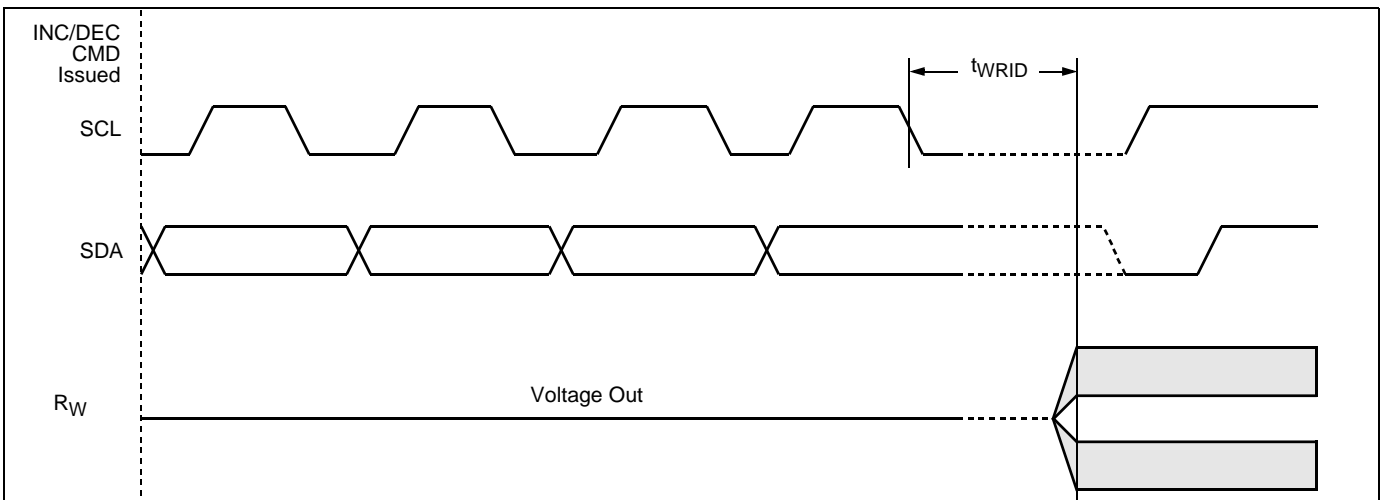 INC/DEC
CMD
Issued
tWRID
SCL
SDA
Voltage Out
RW